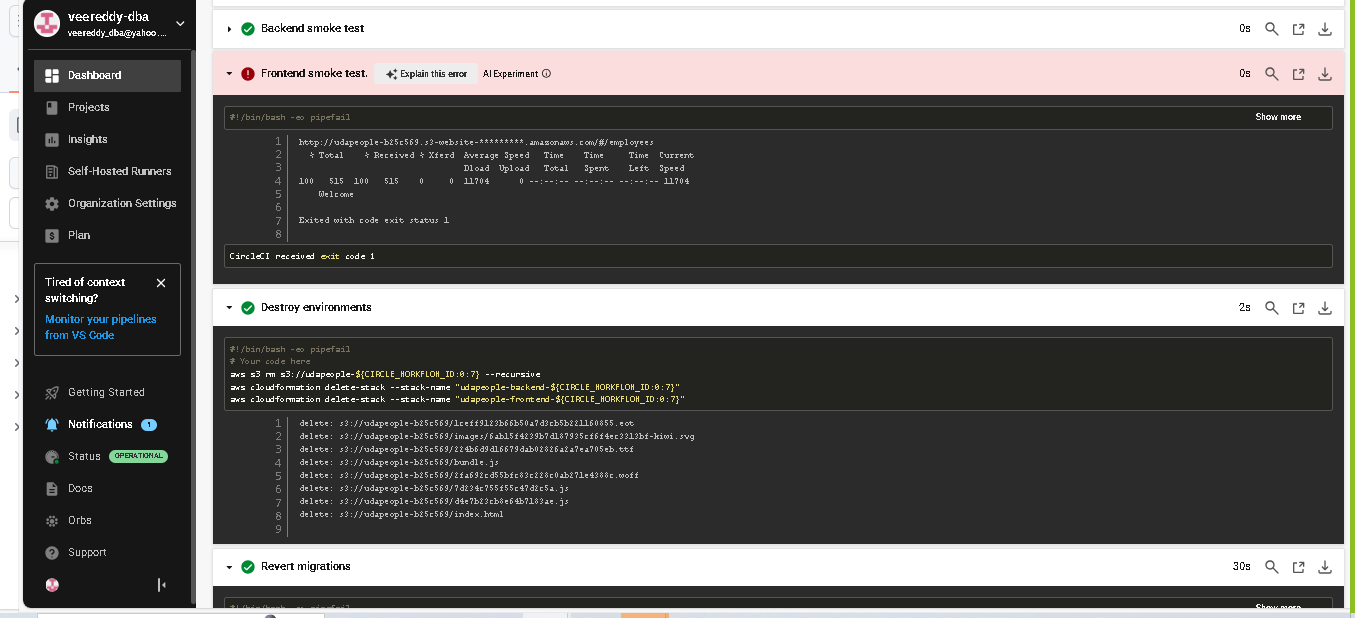 veereddy-dba
veereddy_dba@yahoo....
Dashboard
Projects
Insights
Self-Hosted Runners
Organization Settings
Plan
Tired of context
switching?
Monitor your pipelines
from VS Code
Getting Started
Notifications 1
Status OPERATIONAL
Docs
Orbs
Support
Backend smoke test 0s
Frontend smoke test. Explain this error AI Experiment 0s
#!/bin/bash -eo pipefail Show more
1 http://udapeople-b25c569.s3-website-*********.amazonaws.com/#/employees
2 % Total % Received % Xferd Average Speed Time Time Time Current
3 Dload Upload Total Spent Left Speed
4 100 515 100 515 0 0 11704 0 --:--:-- --:--:-- --:--:-- 11704
5 Welcome
6
7 Exited with code exit status 1
8
CircleCI received exit code 1
Destroy environments 2s
#!/bin/bash -eo pipefail
# Your code here
aws s3 rm s3://udapeople-${CIRCLE_WORKFLOW_ID:0:7} --recursive
aws cloudformation delete-stack --stack-name "udapeople-backend-${CIRCLE_WORKFLOW_ID:0:7}"
aws cloudformation delete-stack --stack-name "udapeople-frontend-${CIRCLE_WORKFLOW_ID:0:7}"
1 delete: s3://udapeople-b25c569/1ceff9123b66b50a7d3cb5b221160855.eot
2 delete: s3://udapeople-b25c569/images/6ab15f4239b7d187935cf6f4ec3313bf-kiwi.svg
3 delete: s3://udapeople-b25c569/224b6d9d16679dab02826a2a7ea705eb.ttf
4 delete: s3://udapeople-b25c569/bundle.js
5 delete: s3://udapeople-b25c569/2fa692cd55bfc83c228c0ab271e4388c.woff
6 delete: s3://udapeople-b25c569/7d234c755f55c47d2c5a.js
7 delete: s3://udapeople-b25c569/d4e7b23cb8e64b7183ae.js
8 delete: s3://udapeople-b25c569/index.html
9
Revert migrations 30s
#!/bin/bash -eo pipefail Show more